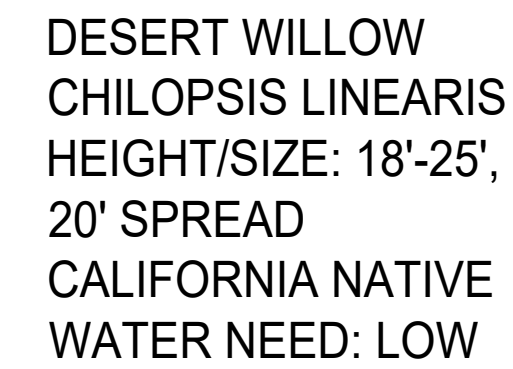 DESERT WILLOW
CHILOPSIS LINEARIS
HEIGHT/SIZE: 18'-25',
20' SPREAD
CALIFORNIA NATIVE
WATER NEED: LOW